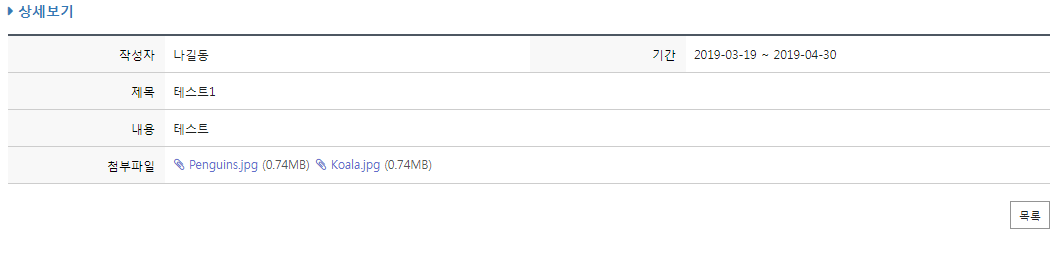 상세보기
작성자 나길동 기간 2019-03-19 ~ 2019-04-30
제목 테스트1
내용 테스트
첨부파일 Penguins.jpg (0.74MB) Koala.jpg (0.74MB)
목록